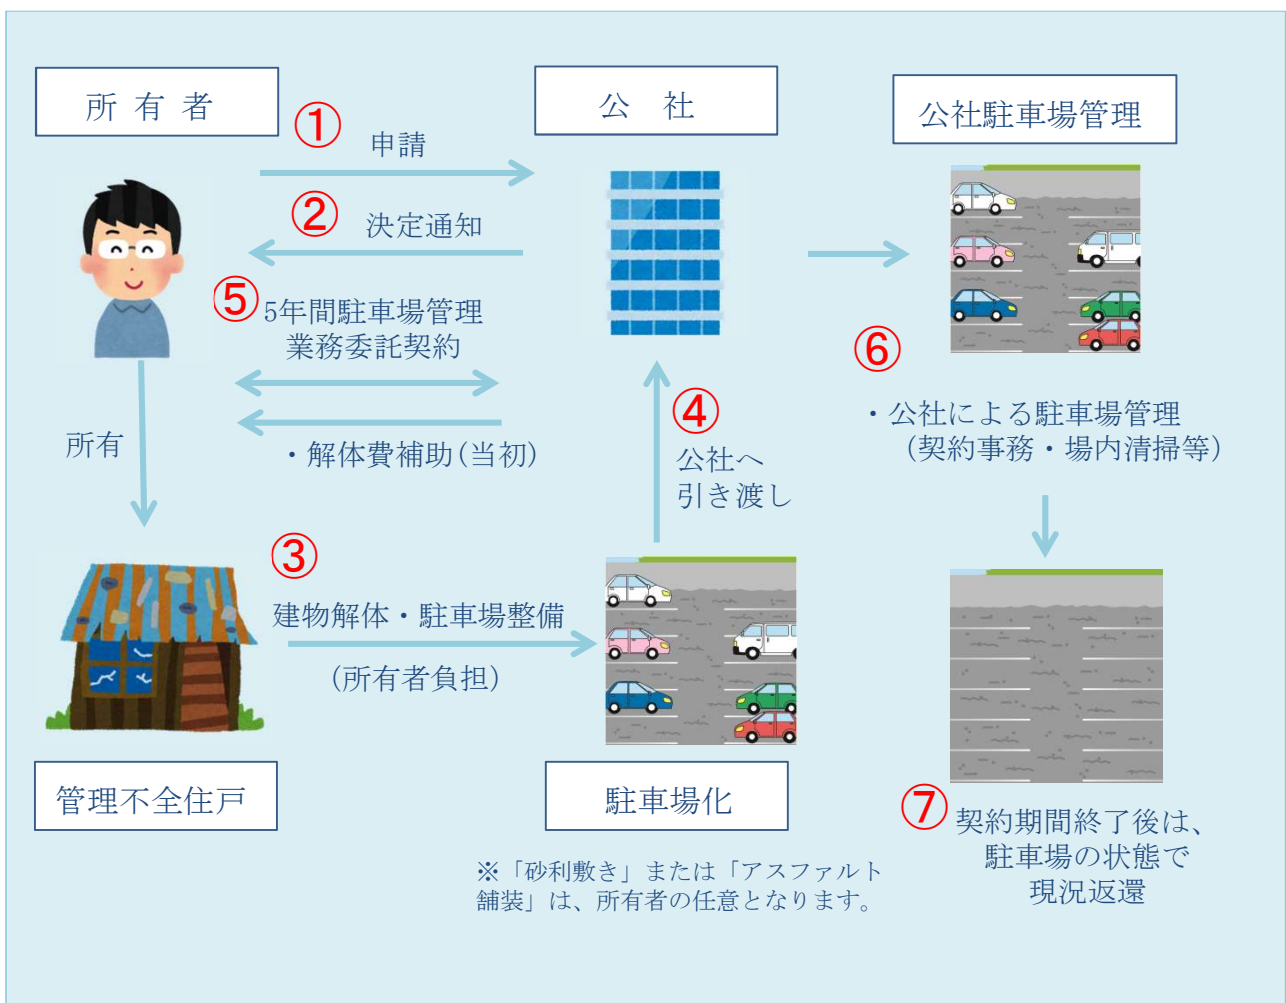 所有者
公社
公社駐車場管理
①
申請
②
決定通知
⑤
5年間駐車場管理
業務委託契約
・解体費補助(当初)
所有
④
公社へ
引き渡し
⑥
・公社による駐車場管理
(契約事務・場内清掃等)
③
建物解体・駐車場整備
(所有者負担)
管理不全住戸
駐車場化
※「砂利敷き」または「アスファルト
舗装」は、所有者の任意となります。
⑦
契約期間終了後は、
駐車場の状態で
現況返還